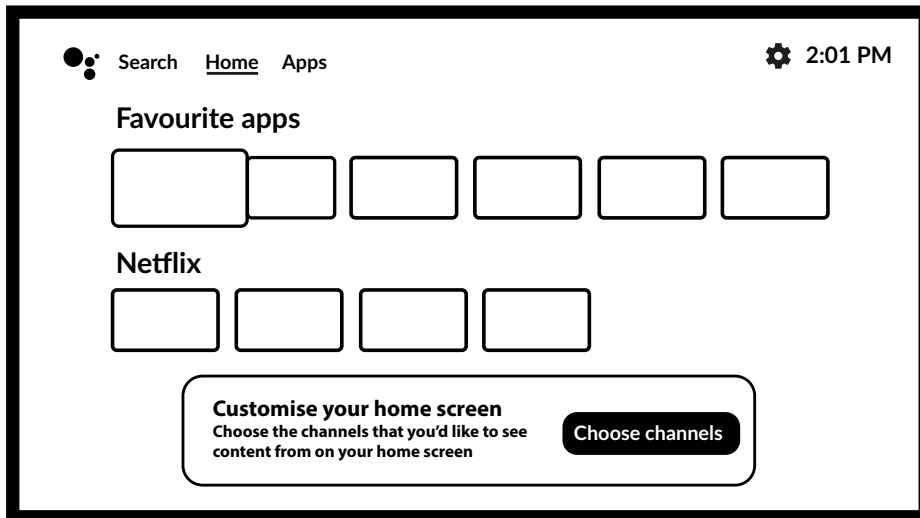 Search Home Apps
2:01 PM
Favourite apps
Netflix
Customise your home screen
Choose the channels that you'd like to see
content from on your home screen
Choose channels